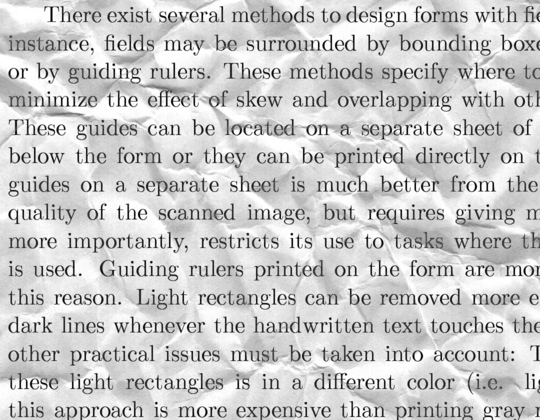 There exist several methods to design forms with fie
instance, fields may be surrounded by bounding boxe
or by guiding rulers. These methods specify where to
minimize the effect of skew and overlapping with oth
These guides can be located on a separate sheet of
below the form or they can be printed directly on t
guides on a separate sheet is much better from the
quality of the scanned image, but requires giving m
more importantly, restricts its use to tasks where th
is used. Guiding rulers printed on the form are mor
this reason. Light rectangles can be removed more e
dark lines whenever the handwritten text touches the
other practical issues must be taken into account: T
these light rectangles is in a different color (i.e. lig
this approach is more expensive than printing gray r